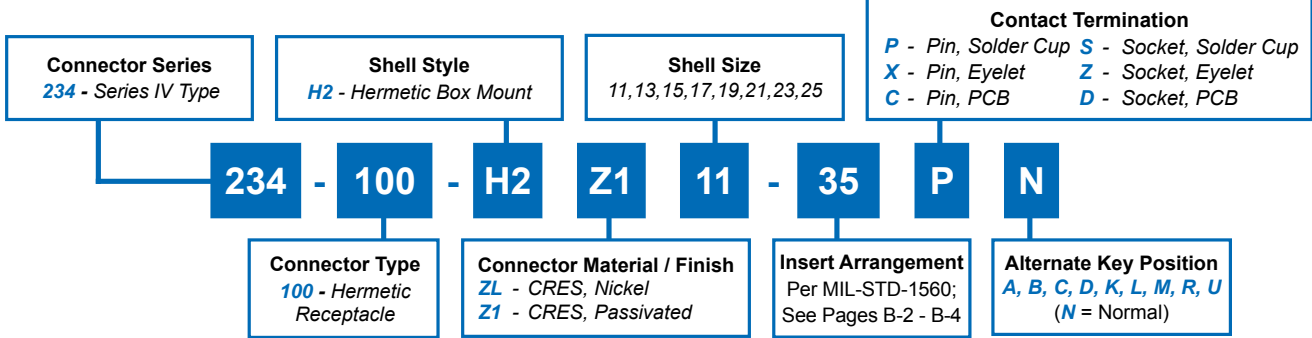 Contact Termination
P - Pin, Solder Cup S - Socket, Solder Cup
X - Pin, Eyelet Z - Socket, Eyelet
C - Pin, PCB D - Socket, PCB
Connector Series
234 - Series IV Type
Shell Style
H2 - Hermetic Box Mount
Shell Size
11,13,15,17,19,21,23,25
234 - 100 - H2 Z1 11 - 35 P N
Connector Type
100 - Hermetic
Receptacle
Connector Material / Finish
ZL - CRES, Nickel
Z1 - CRES, Passivated
Insert Arrangement
Per MIL-STD-1560;
See Pages B-2 - B-4
Alternate Key Position
A, B, C, D, K, L, M, R, U
(N = Normal)